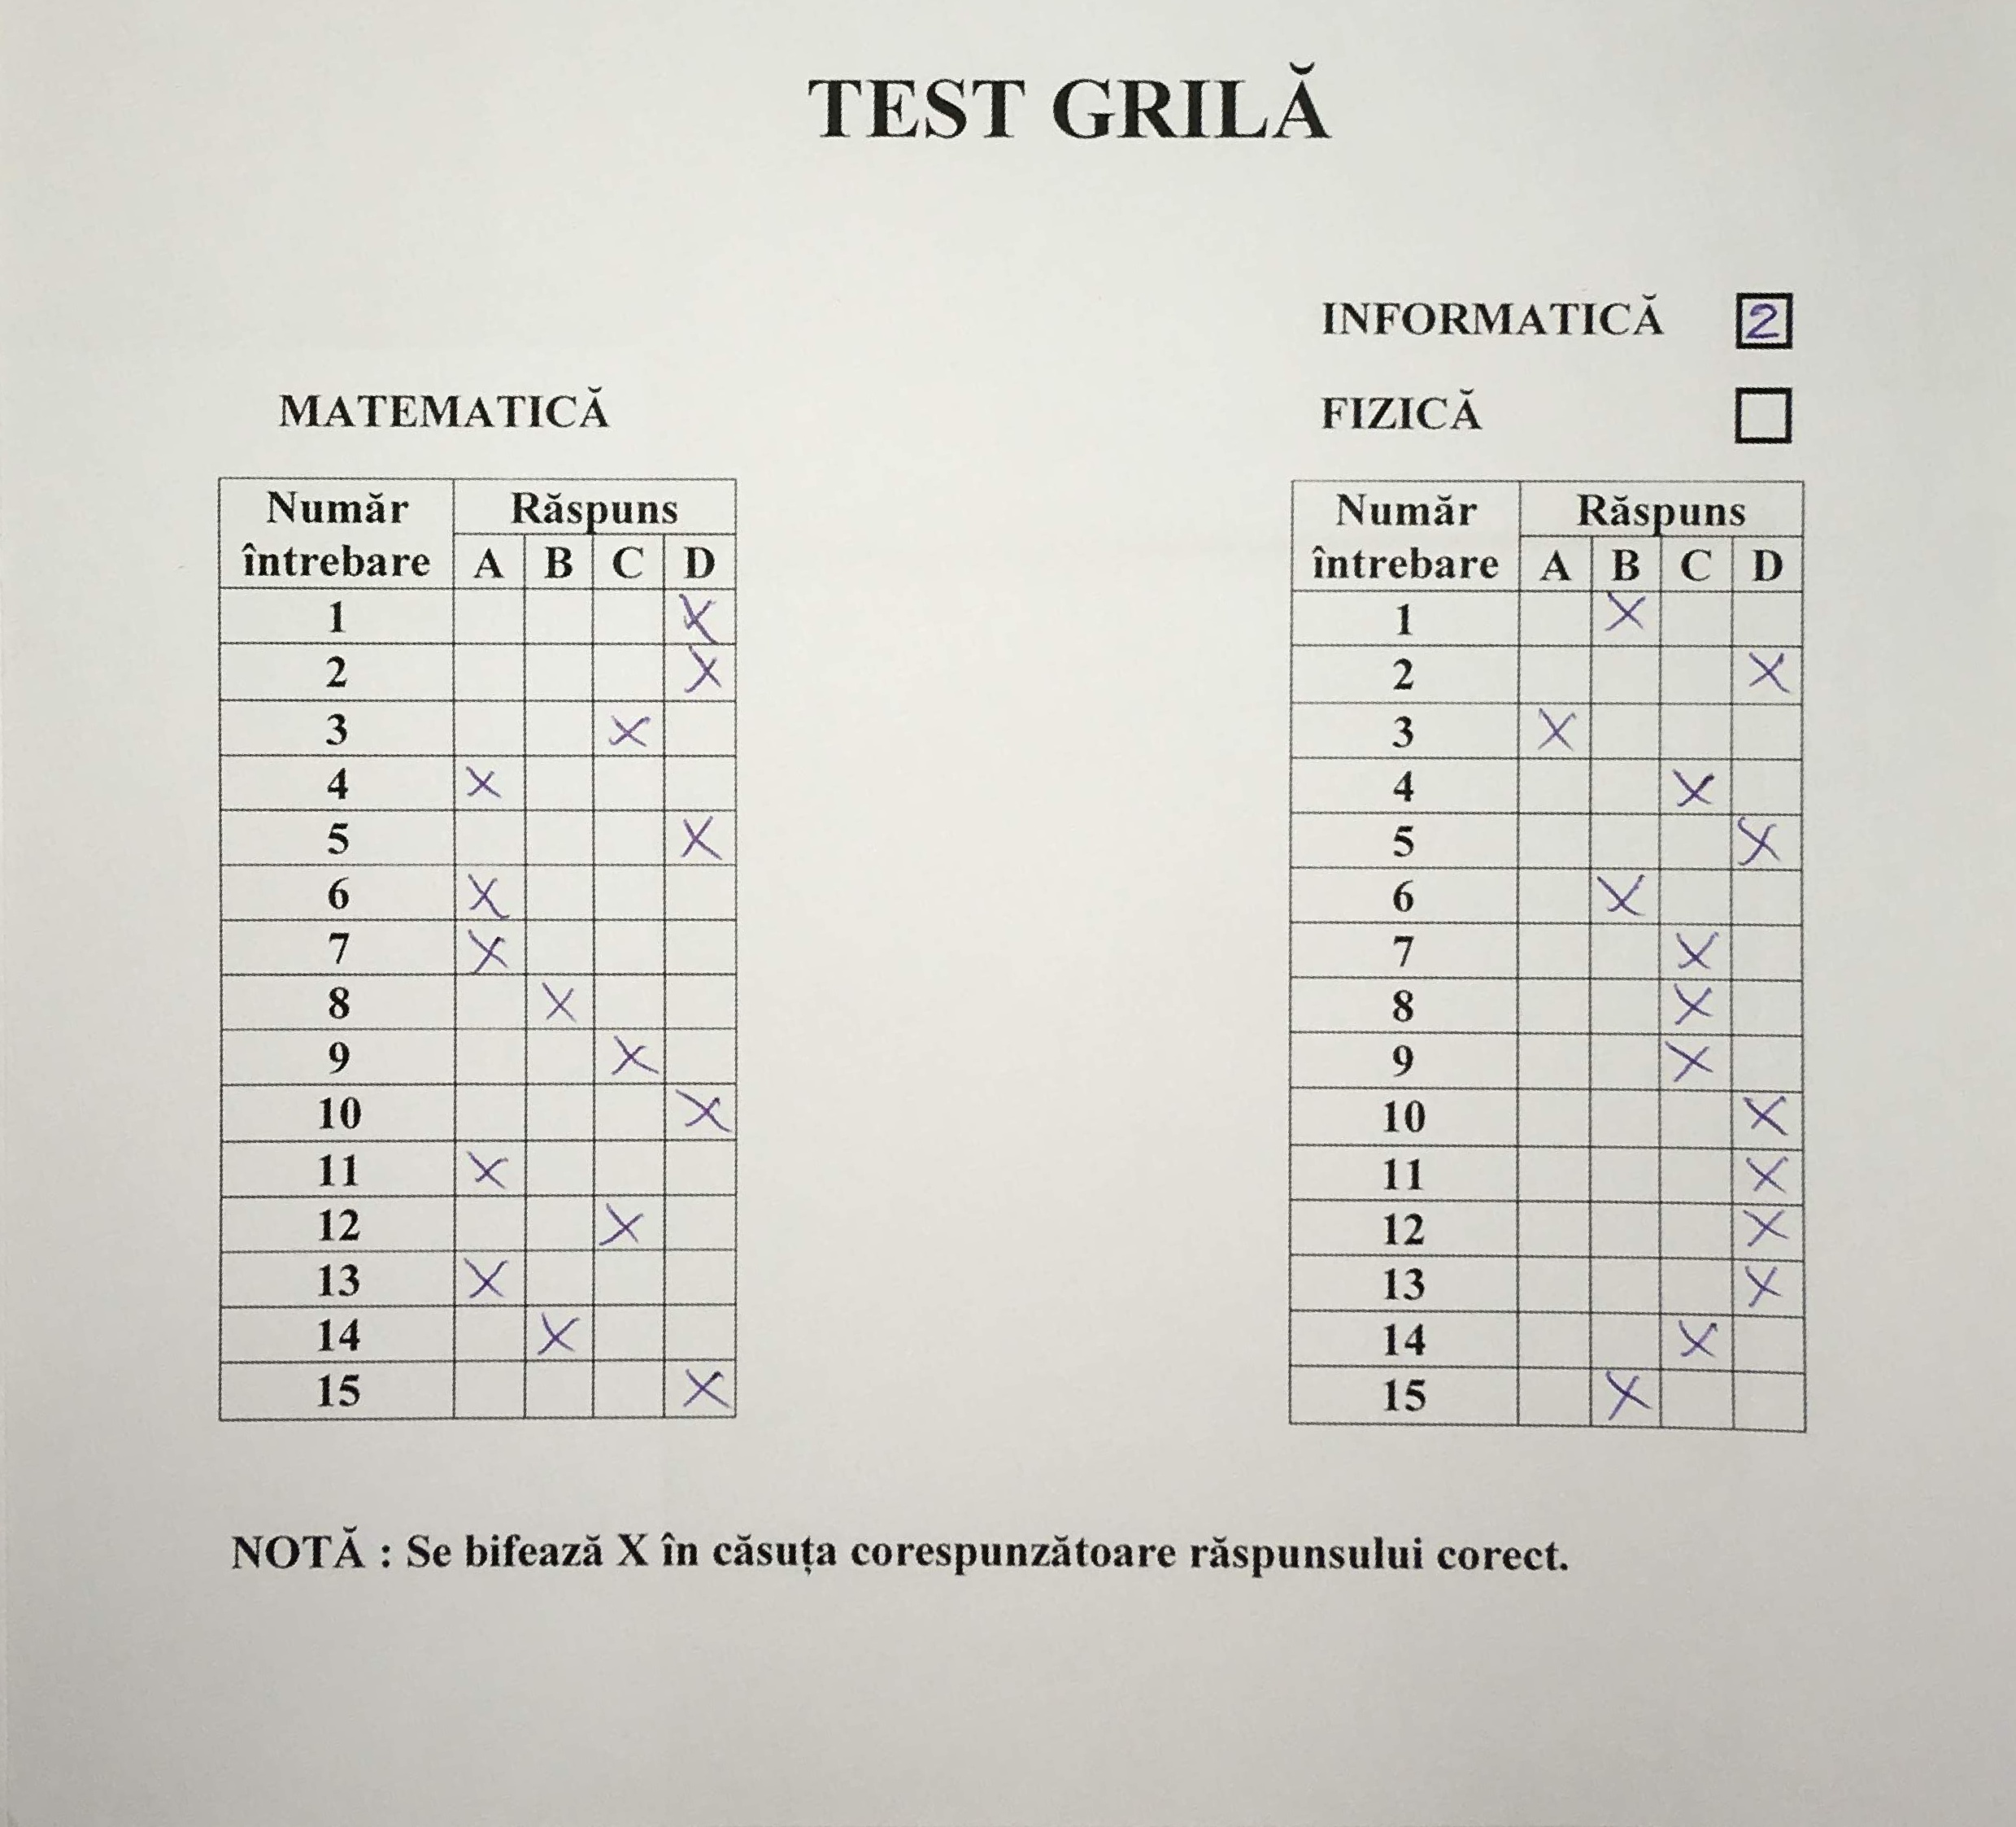 TEST GRILĂ
INFORMATICĂ 2
MATEMATICĂ
FIZICĂ
Număr întrebare Răspuns
A B C D
1 X
2 X
3 X
4 X
5 X
6 X
7 X
8 X
9 X
10 X
11 X
12 X
13 X
14 X
15 X
Număr întrebare Răspuns
A B C D
1 X
2 X
3 X
4 X
5 X
6 X
7 X
8 X
9 X
10 X
11 X
12 X
13 X
14 X
15 X
NOTĂ : Se bifează X în căsuța corespunzătoare răspunsului corect.